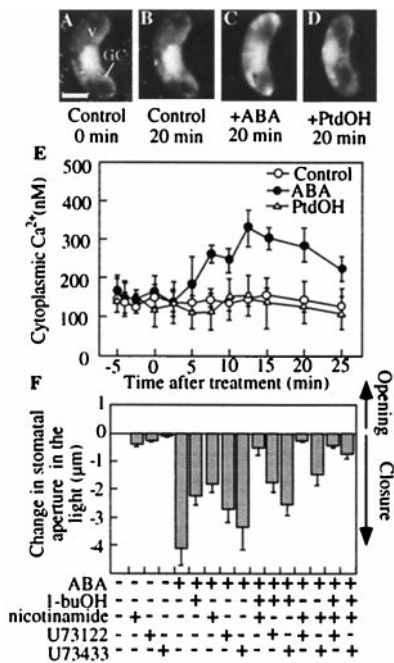 A
B
C
D
V
GC
Control
0 min
Control
20 min
+ABA
20 min
+PtdOH
20 min
E
Cytoplasmic Ca2+(nM)
500
400
300
200
100
0
Control
ABA
PtdOH
-5 0 5 10 15 20 25
Time after treatment (min)
F
Change in stomatal
aperture in the
light (μm)
1
0
-1
-2
-3
-4
-5
Opening
Closure
ABA - - - - + + + + + + + + + + + +
1-buOH - - - - - + - - - + + + - - + +
nicotinamide - + - - - - + - - + - - + + + +
U73122 - - + - - - - + - - + - + - + -
U73433 - - - + - - - - + - - + - + - +